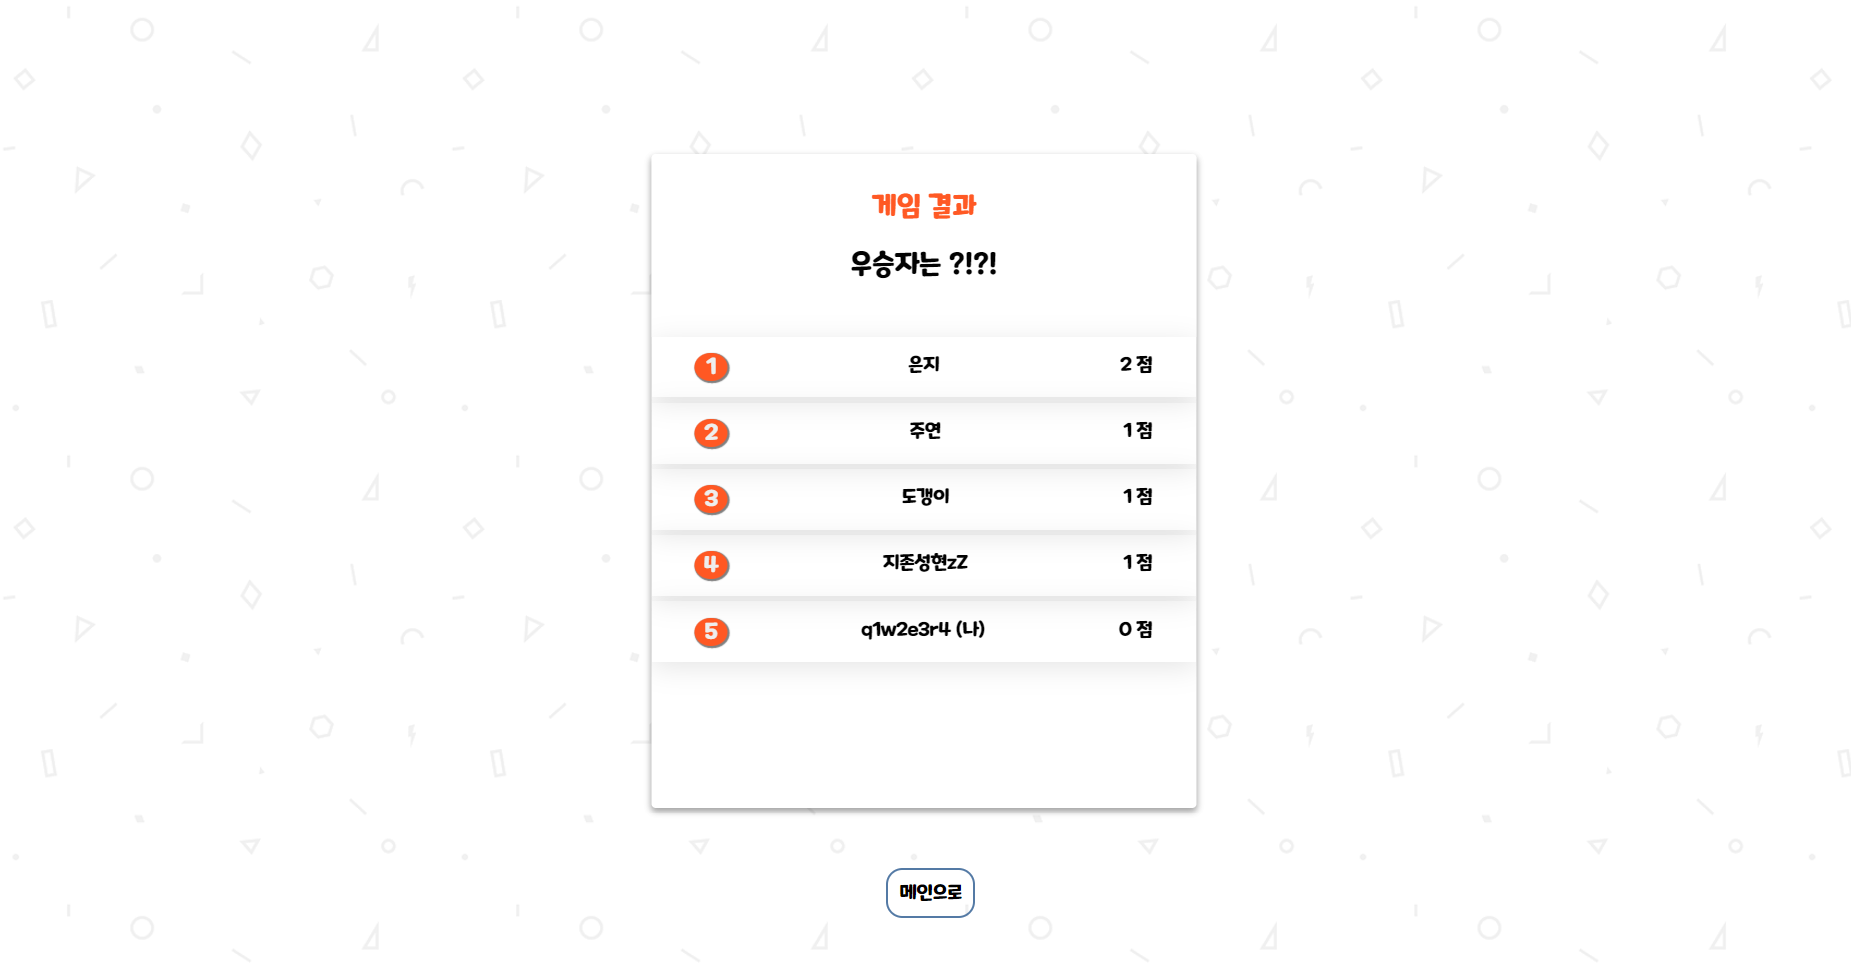 게임 결과
우승자는 ?!?!
1 은지 2 점
2 주연 1 점
3 도갱이 1 점
4 지존성현zZ 1 점
5 q1w2e3r4 (나) 0 점
메인으로